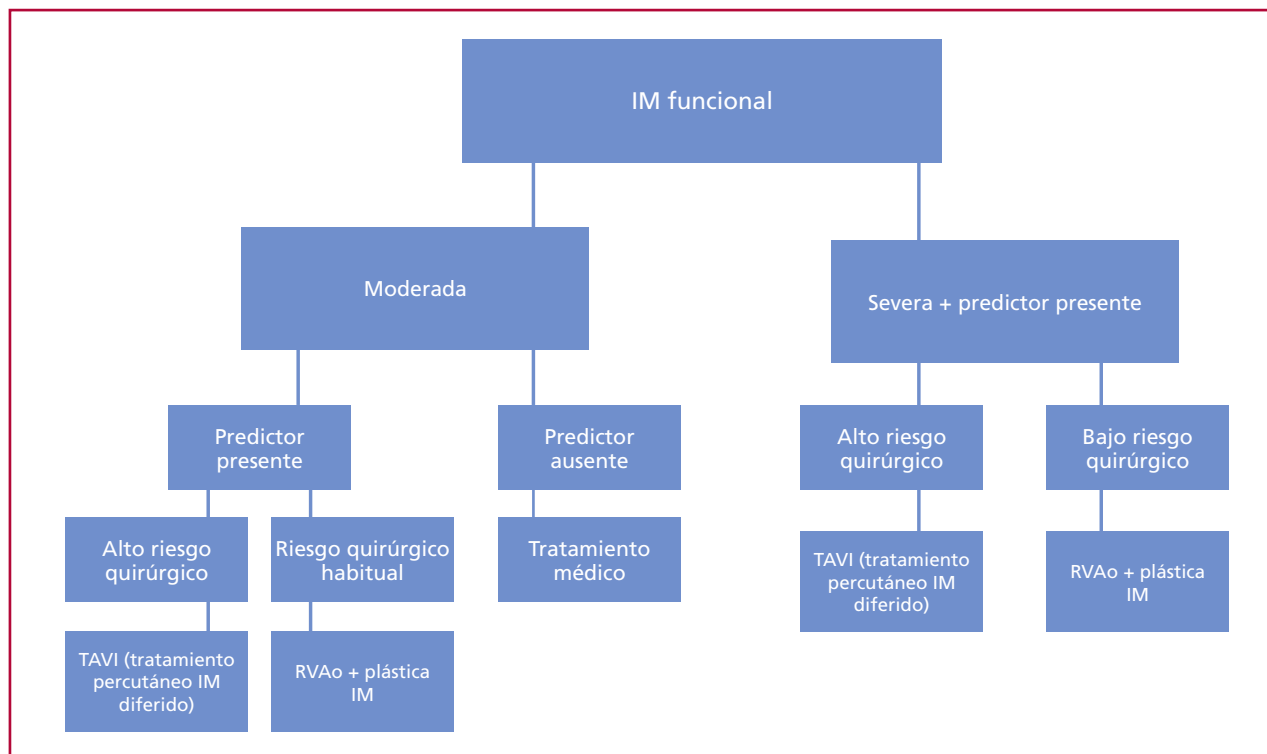 IM funcional
Moderada
Severa + predictor presente
Predictor
presente
Predictor
ausente
Alto riesgo
quirúrgico
Bajo riesgo
quirúrgico
Alto riesgo
quirúrgico
Riesgo quirúrgico
habitual
Tratamiento
médico
TAVI (tratamiento
percutáneo IM
diferido)
RVAo + plástica
IM
TAVI (tratamiento
percutáneo IM
diferido)
RVAo + plástica
IM